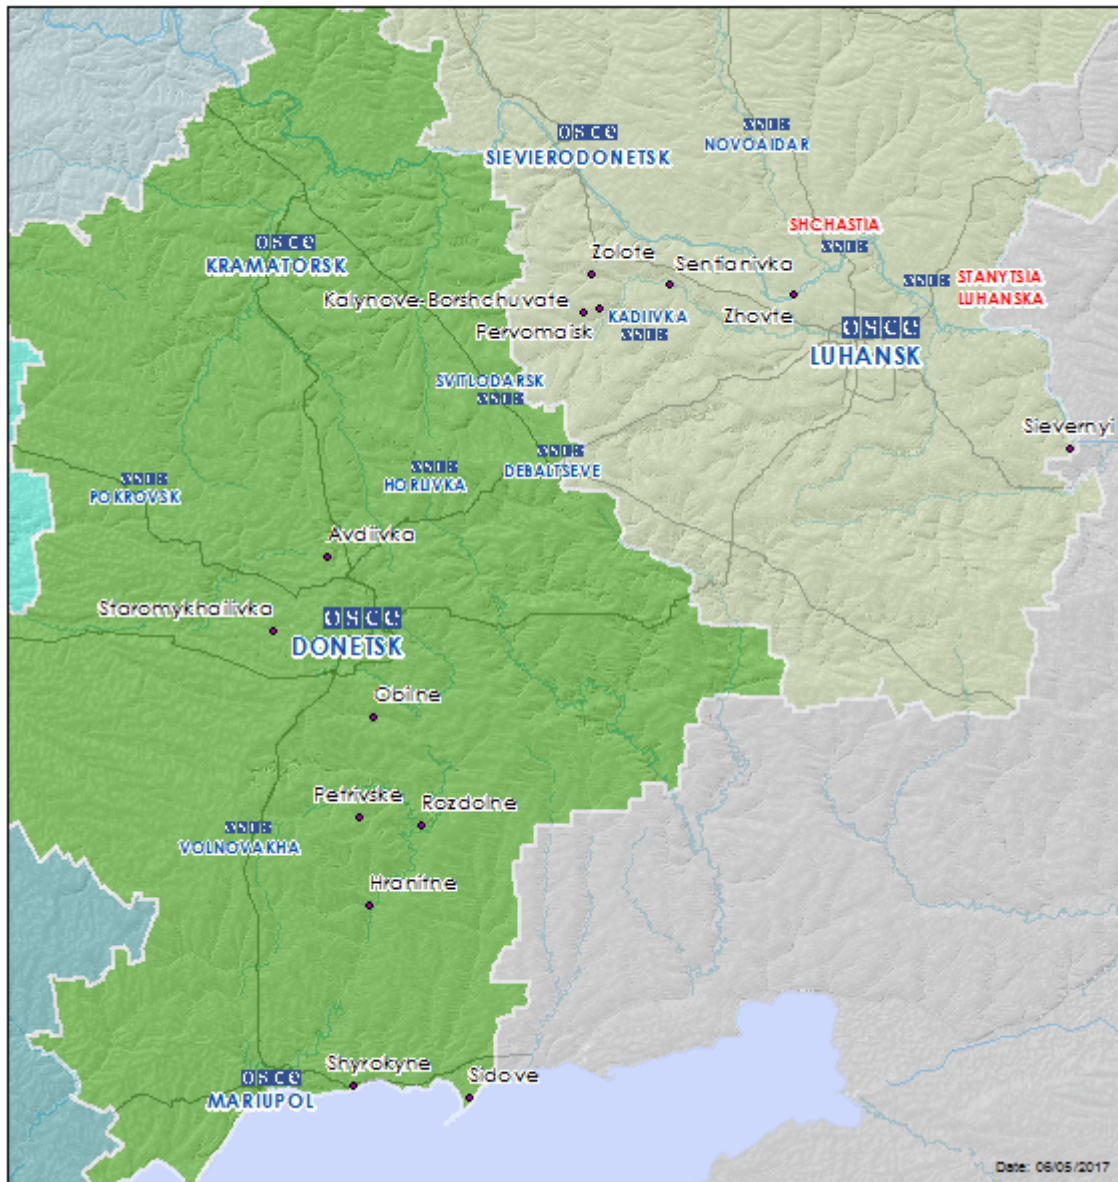 OSCE
SIEVIERODONETSK
NOVOAIDAR
SHCHASTIA
OSCE
KRAMATORSK
Zolote
Sentianivka
STANYTSIA
LUHANSKA
Kalynove-Borshchuvate
KADIIVKA
Zhovte
Pervomaisk
OSCE
LUHANSK
SVITLODARSK
Sievernyi
DEBALTSEVE
HORLIVKA
POKROVSK
Avdiivka
Staromykhailivka
OSCE
DONETSK
Obilne
Petrivske
Rozdolne
VOLNOVAKHA
Hranitne
Shyrokyne
Sidove
OSCE
MARIUPOL
Date: 06/05/2017